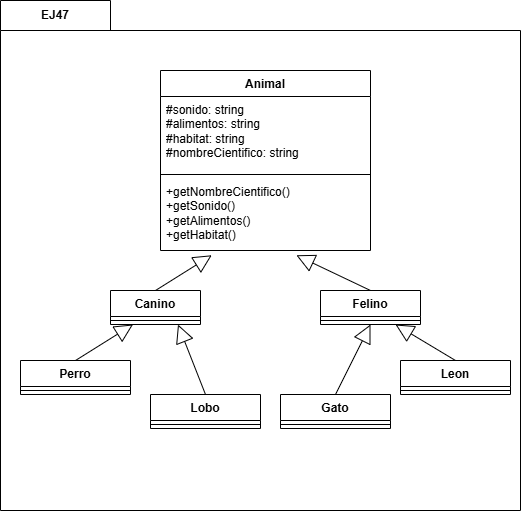 EJ47
Animal
#sonido: string
#alimentos: string
#habitat: string
#nombreCientifico: string
+getNombreCientifico()
+getSonido()
+getAlimentos()
+getHabitat()
Canino
Felino
Perro
Leon
Lobo
Gato